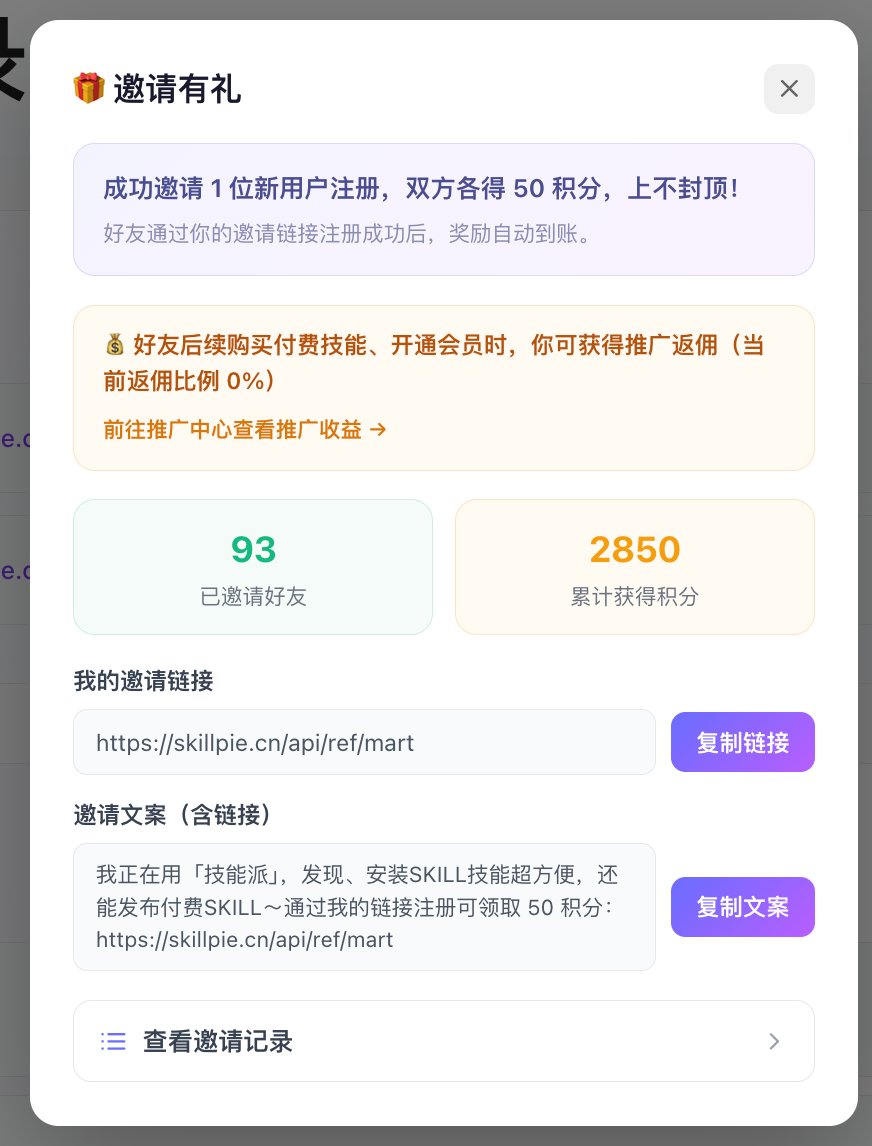 邀请有礼
成功邀请 1 位新用户注册，双方各得 50 积分，上不封顶！
好友通过你的邀请链接注册成功后，奖励自动到账。
好友后续购买付费技能、开通会员时，你可获得推广返佣（当
前返佣比例 0%）
前往推广中心查看推广收益 →
93
已邀请好友
2850
累计获得积分
我的邀请链接
https://skillpie.cn/api/ref/mart
复制链接
邀请文案（含链接）
我正在用「技能派」，发现、安装SKILL技能超方便，还
能发布付费SKILL～通过我的链接注册可领取 50 积分：
https://skillpie.cn/api/ref/mart
复制文案
查看邀请记录